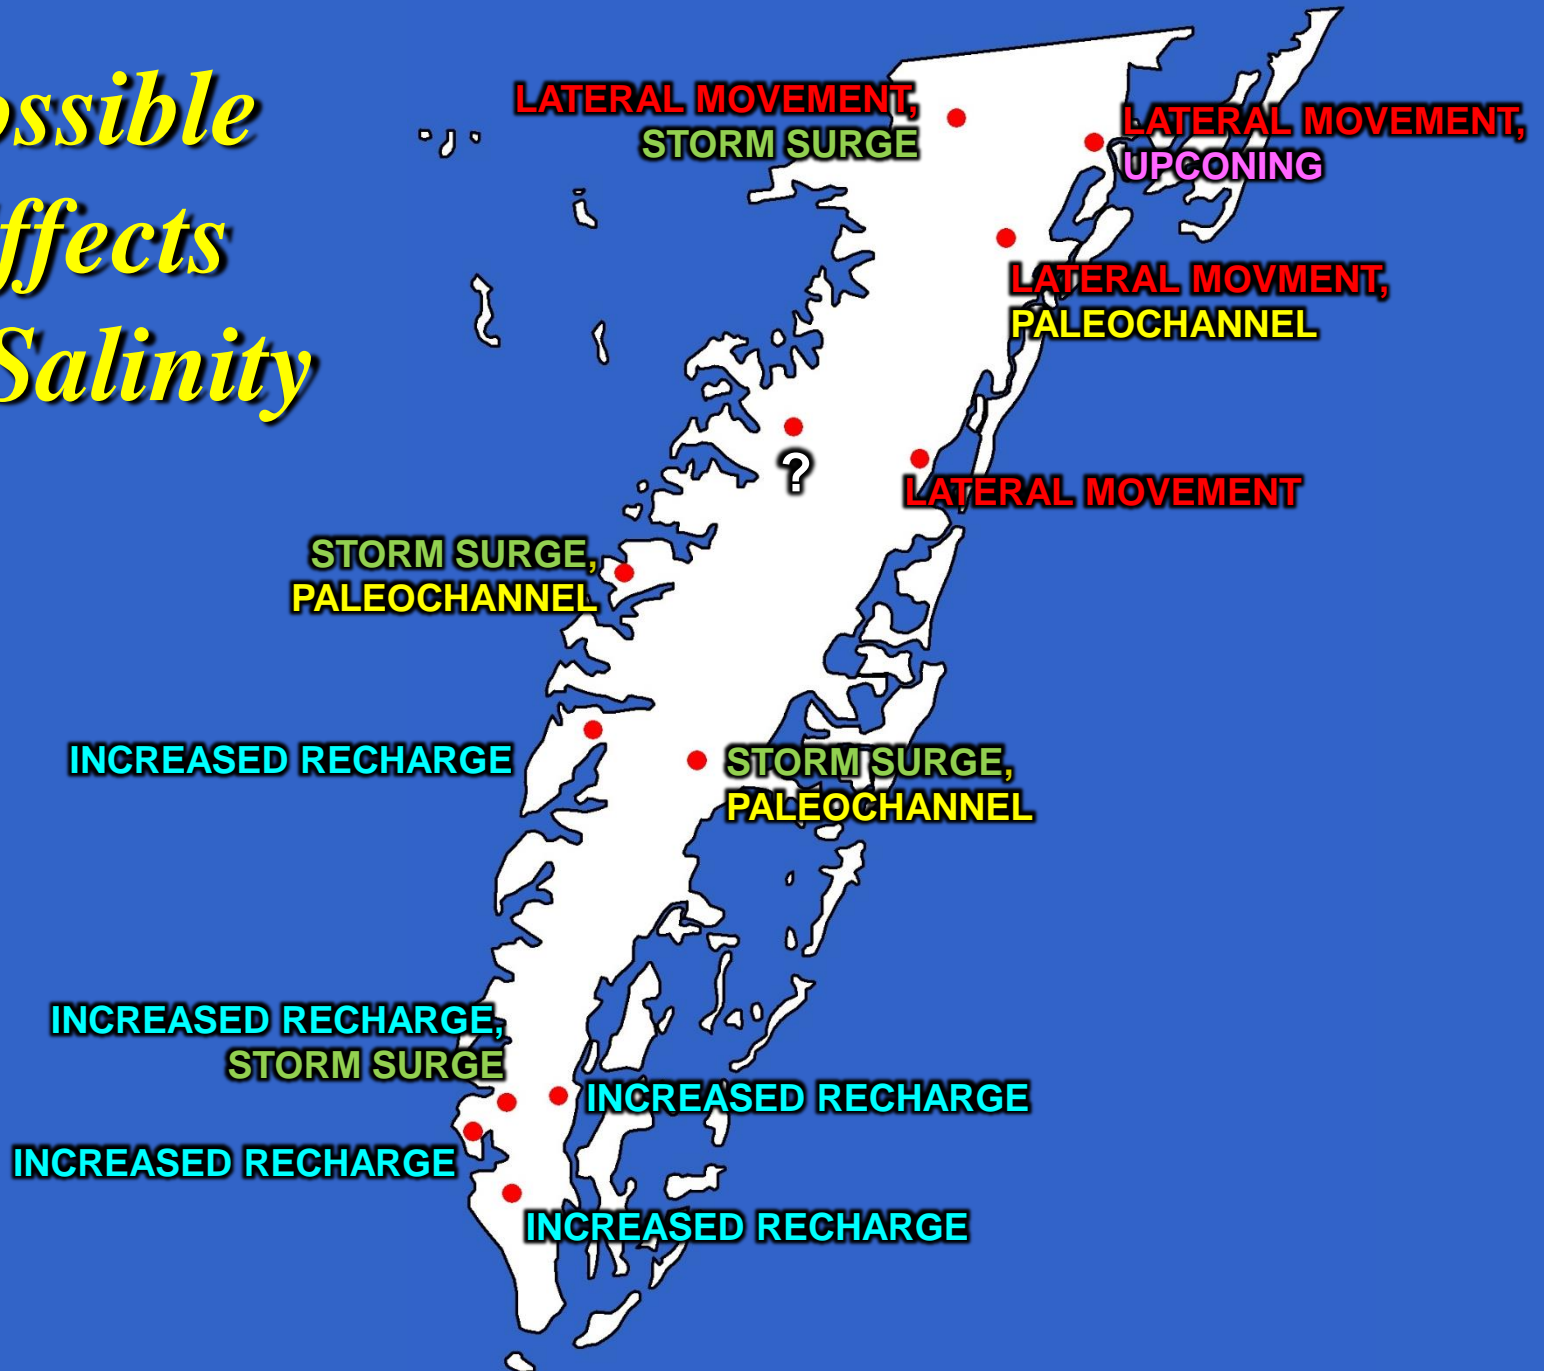 ossible
ffects
Salinity
LATERAL MOVEMENT,
STORM SURGE
LATERAL MOVEMENT,
UPCONING
LATERAL MOVMENT,
PALEOCHANNEL
?
LATERAL MOVEMENT
STORM SURGE,
PALEOCHANNEL
INCREASED RECHARGE
STORM SURGE,
PALEOCHANNEL
INCREASED RECHARGE,
STORM SURGE
INCREASED RECHARGE
INCREASED RECHARGE
INCREASED RECHARGE